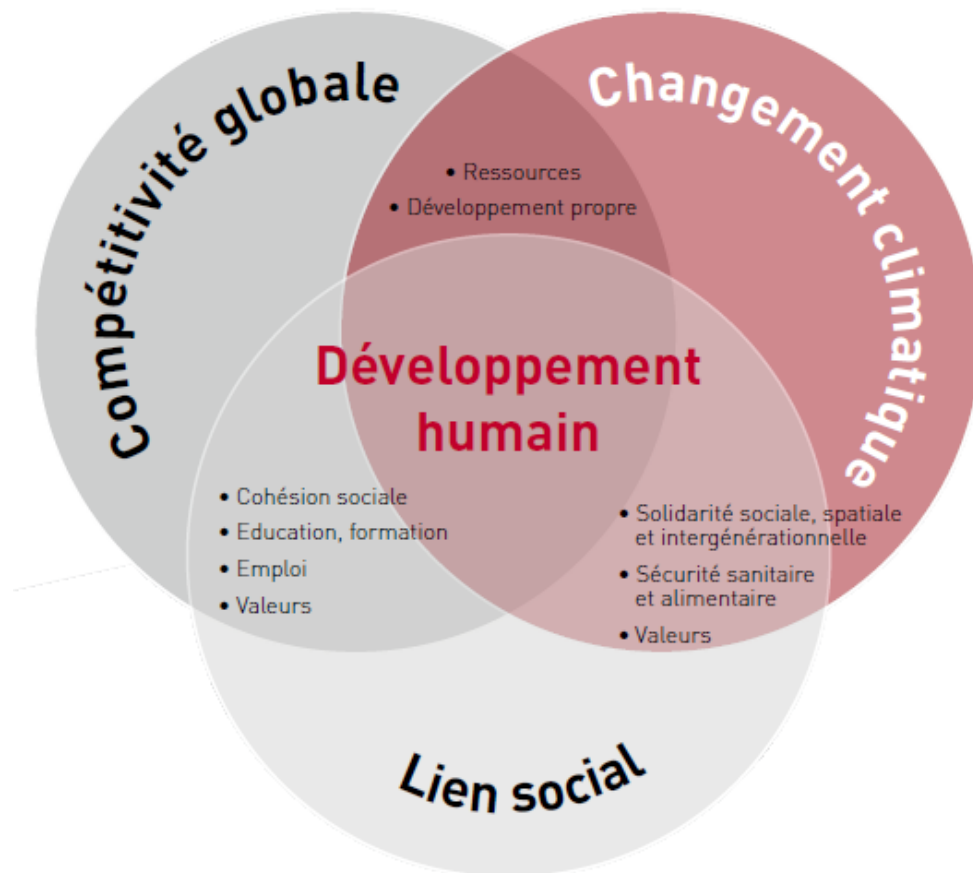 Compétitivité globale
Changement climatique
• Ressources
• Développement propre
Développement
humain
• Cohésion sociale
• Education, formation
• Emploi
• Valeurs
• Solidarité sociale, spatiale
et intergénérationnelle
• Sécurité sanitaire
et alimentaire
• Valeurs
Lien social